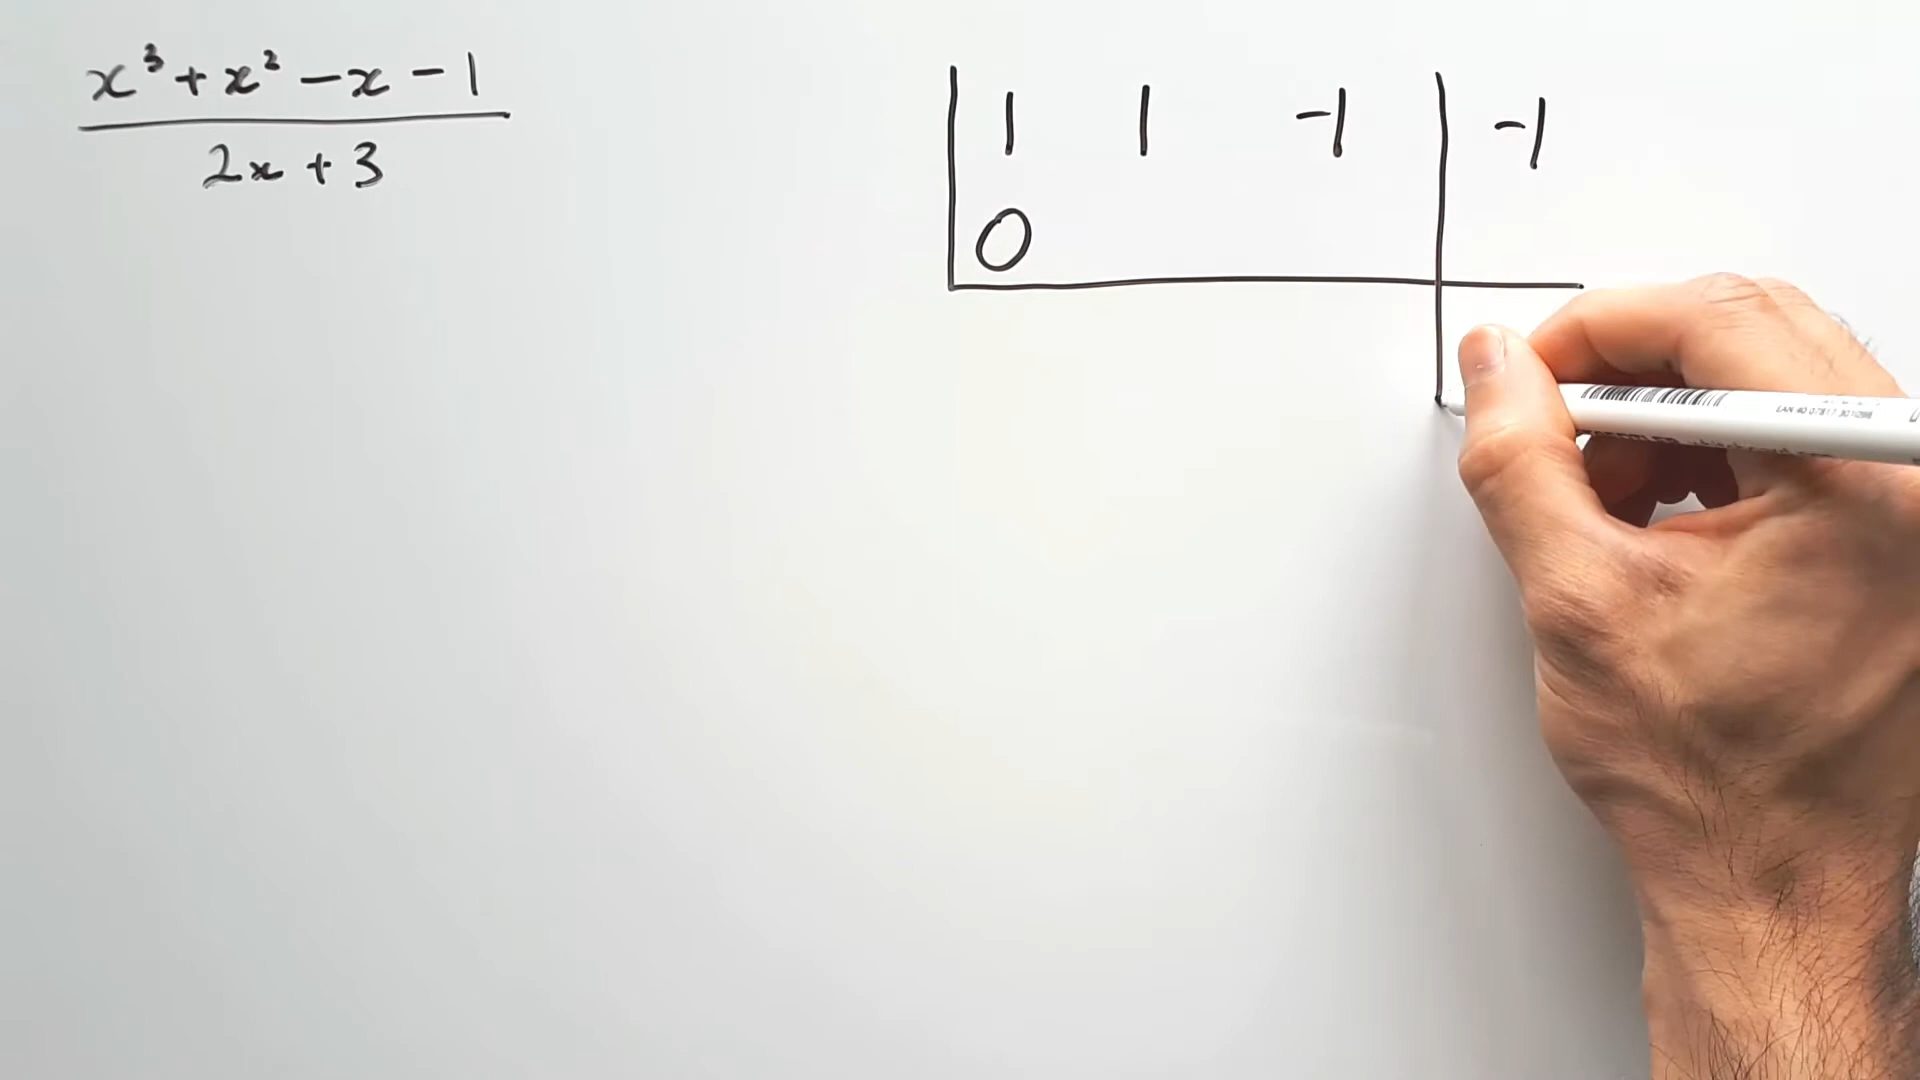 x³ + x² - x - 1
2x + 3
1 1 -1 -1
0